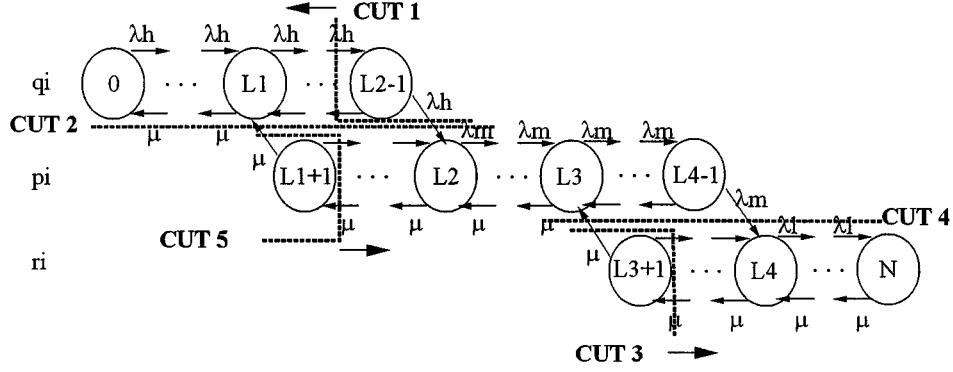 CUT 1
λh λh λh λh
qi 0 · · · L1 · · · L2-1
λh
CUT 2 μ μ λm λm λm λm
μ
pi L1+1 · · · L2 · · · L3 · · · L4-1
λm
μ μ μ μ CUT 4
CUT 5 λl λl
μ
ri L3+1 · · · L4 · · · N
μ μ μ μ
CUT 3